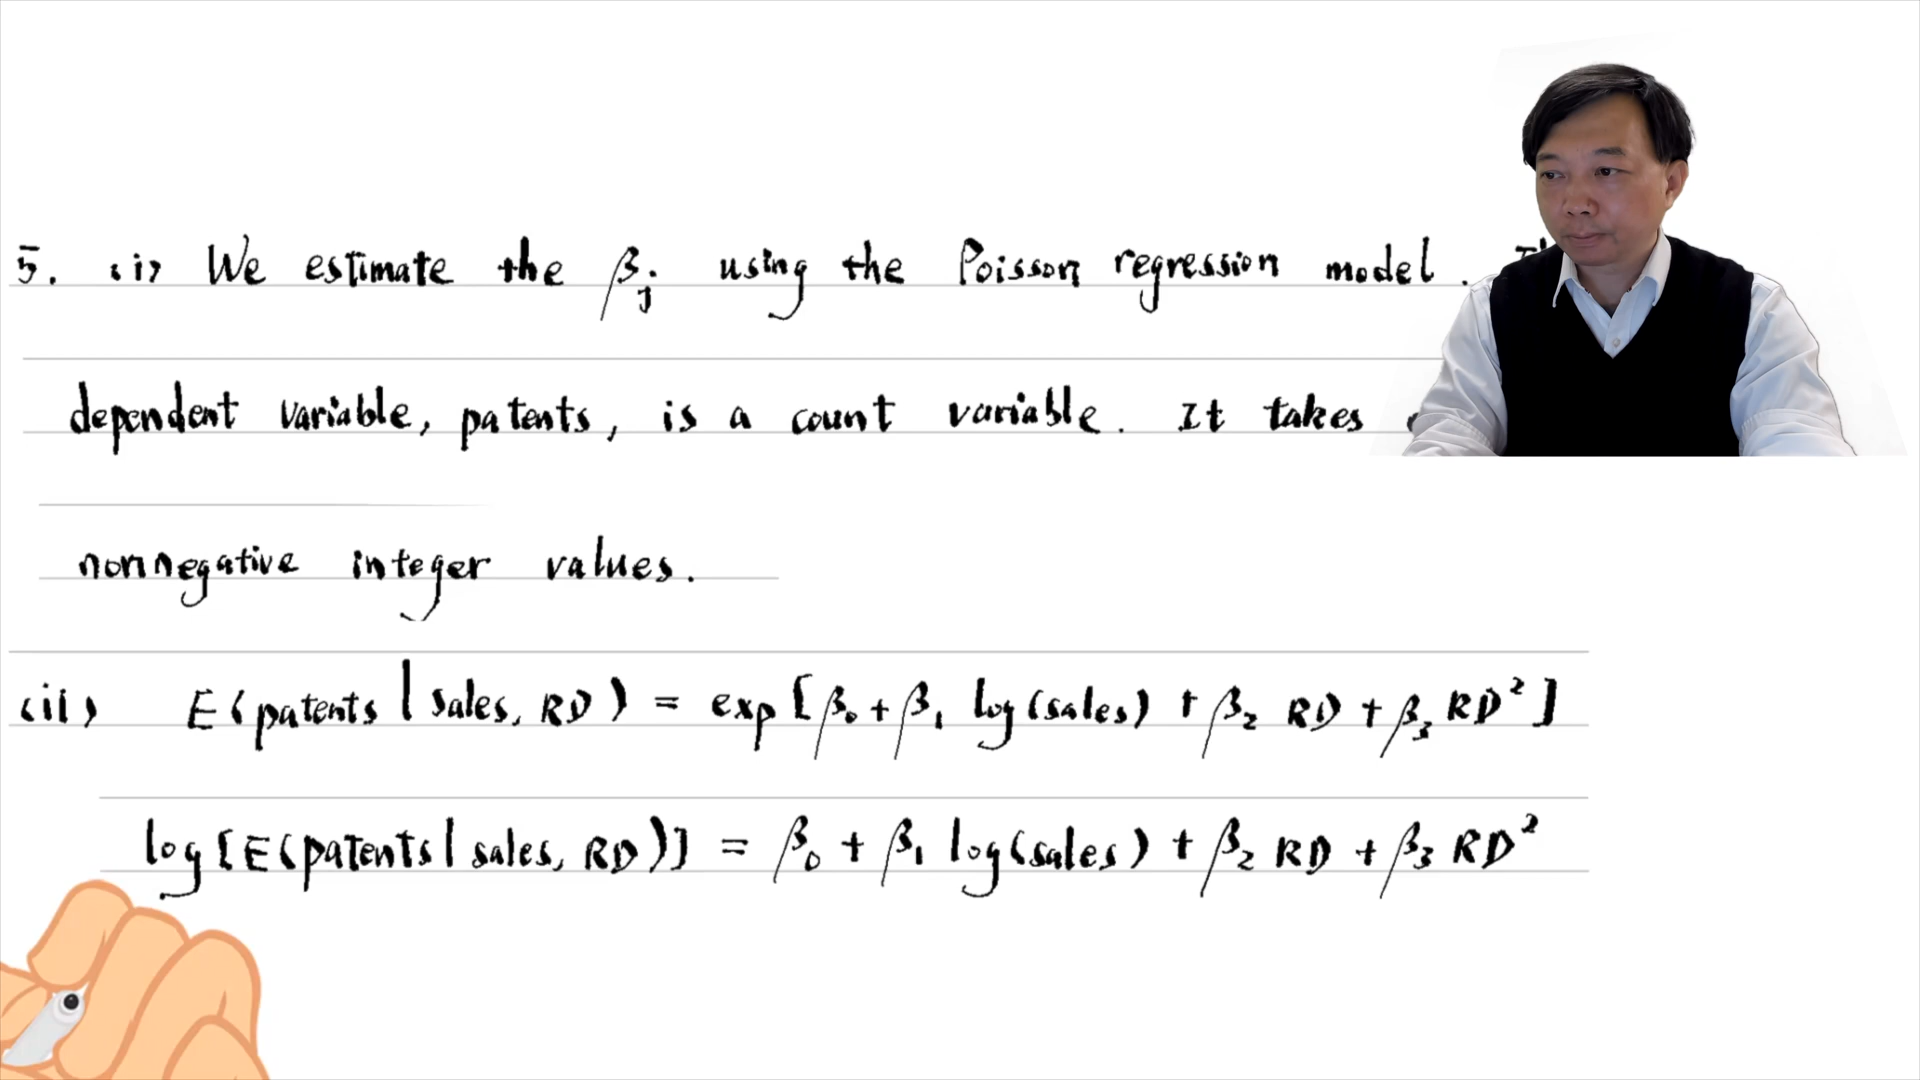 5. (i) We estimate the βj using the Poisson regression model.
dependent variable, patents, is a count variable. It takes
nonnegative integer values.
(ii) E(patents | sales, RD) = exp[β0 + β1 log(sales) + β2 RD + β3 RD²]
log[E(patents | sales, RD)] = β0 + β1 log(sales) + β2 RD + β3 RD²